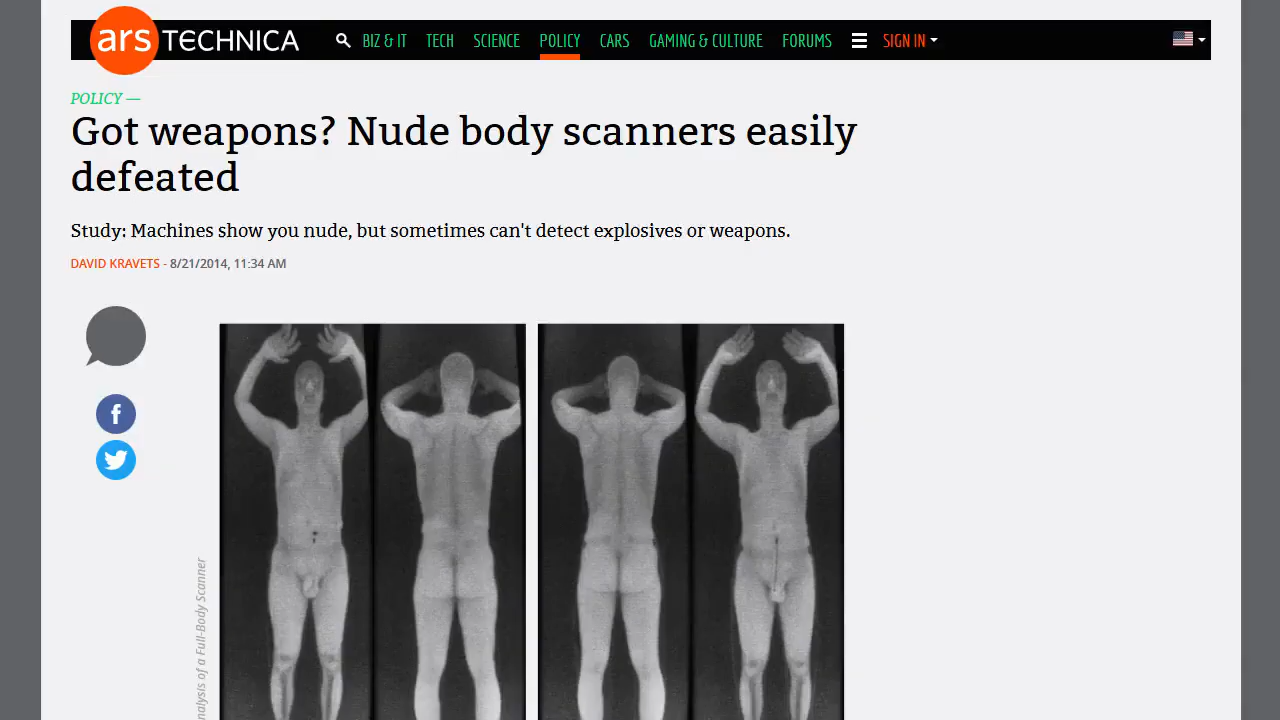 ars TECHNICA
BIZ & IT TECH SCIENCE POLICY CARS GAMING & CULTURE FORUMS SIGN IN
POLICY —
Got weapons? Nude body scanners easily
defeated
Study: Machines show you nude, but sometimes can't detect explosives or weapons.
DAVID KRAVETS - 8/21/2014, 11:34 AM
f
of a Full-Body Scanner